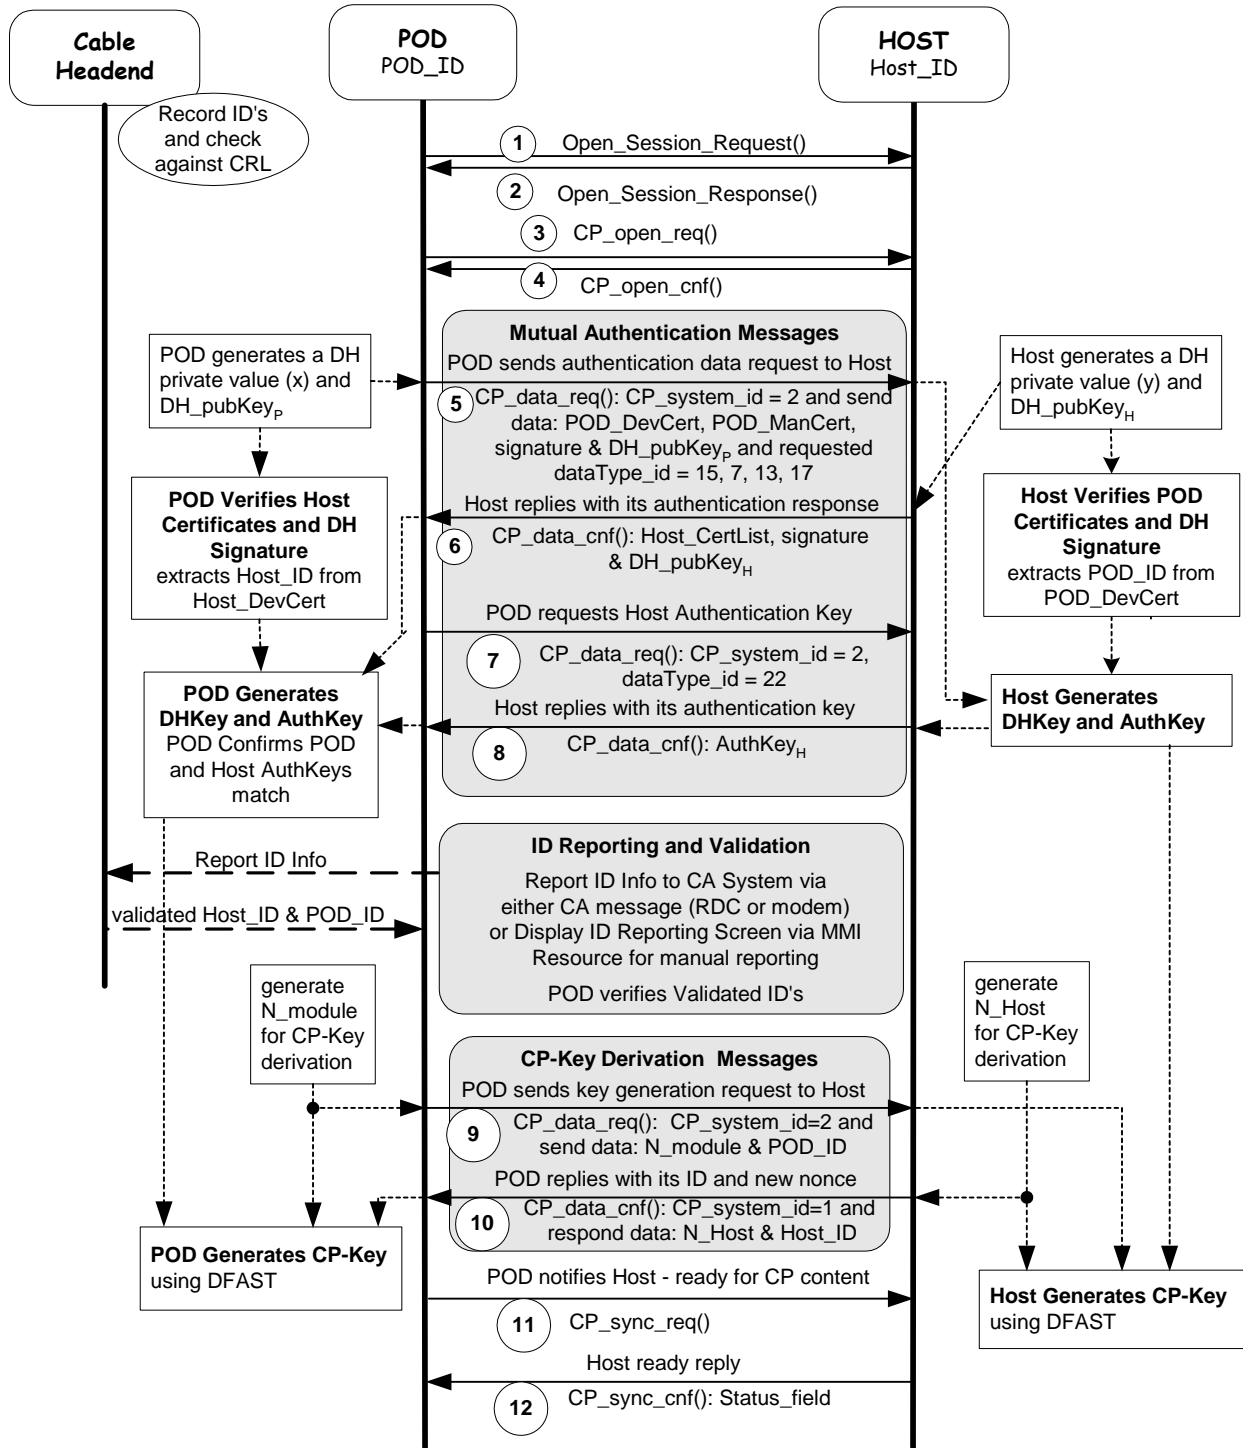 Cable
Headend
POD
POD_ID
HOST
Host_ID
Record ID's
and check
against CRL
1
Open_Session_Request()
2
Open_Session_Response()
3
CP_open_req()
4
CP_open_cnf()
Mutual Authentication Messages
POD sends authentication data request to Host
5
CP_data_req(): CP_system_id = 2 and send
data: POD_DevCert, POD_ManCert,
signature & DH_pubKeyP and requested
dataType_id = 15, 7, 13, 17
Host replies with its authentication response
6
CP_data_cnf(): Host_CertList, signature
& DH_pubKeyH
POD requests Host Authentication Key
7
CP_data_req(): CP_system_id = 2,
dataType_id = 22
Host replies with its authentication key
8
CP_data_cnf(): AuthKeyH
POD generates a DH
private value (x) and
DH_pubKeyP
POD Verifies Host
Certificates and DH
Signature
extracts Host_ID from
Host_DevCert
POD Generates
DHKey and AuthKey
POD Confirms POD
and Host AuthKeys
match
Host generates a DH
private value (y) and
DH_pubKeyH
Host Verifies POD
Certificates and DH
Signature
extracts POD_ID from
POD_DevCert
Host Generates
DHKey and AuthKey
Report ID Info
validated Host_ID & POD_ID
ID Reporting and Validation
Report ID Info to CA System via
either CA message (RDC or modem)
or Display ID Reporting Screen via MMI
Resource for manual reporting
POD verifies Validated ID's
generate
N_module
for CP-Key
derivation
generate
N_Host
for CP-Key
derivation
CP-Key Derivation Messages
POD sends key generation request to Host
9
CP_data_req(): CP_system_id=2 and
send data: N_module & POD_ID
POD replies with its ID and new nonce
10
CP_data_cnf(): CP_system_id=1 and
respond data: N_Host & Host_ID
POD Generates CP-Key
using DFAST
Host Generates CP-Key
using DFAST
POD notifies Host - ready for CP content
11
CP_sync_req()
Host ready reply
12
CP_sync_cnf(): Status_field